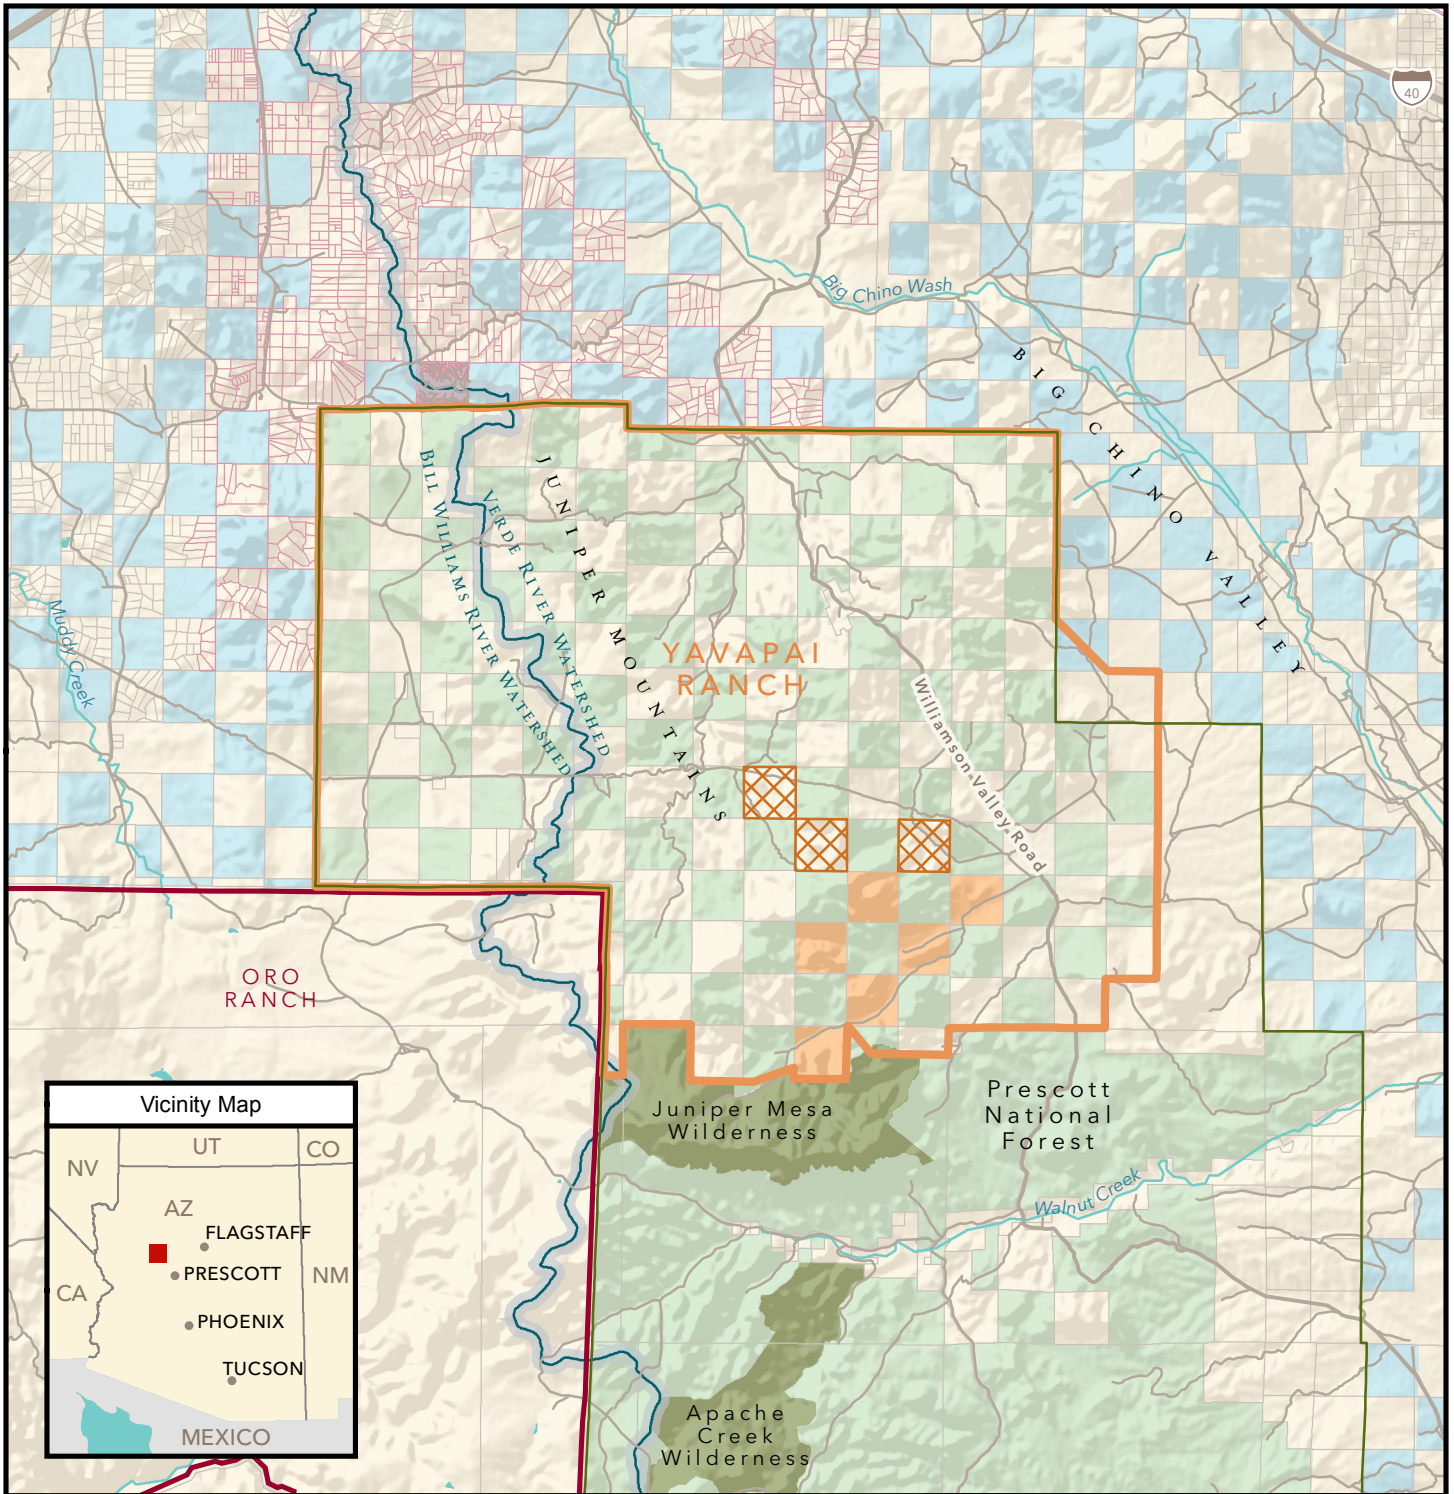 40
Big Chino Wash
BIG CHINO VALLEY
JUNIPER MOUNTAINS
BILL WILLIAMS RIVER WATERSHED
VERDE RIVER WATERSHED
Muddy Creek
YAVAPAI
RANCH
Williamson Valley Road
ORO
RANCH
Juniper Mesa
Wilderness
Prescott
National
Forest
Walnut Creek
Apache
Creek
Wilderness
Vicinity Map
UT
CO
NV
AZ
FLAGSTAFF
PRESCOTT
NM
CA
PHOENIX
TUCSON
MEXICO